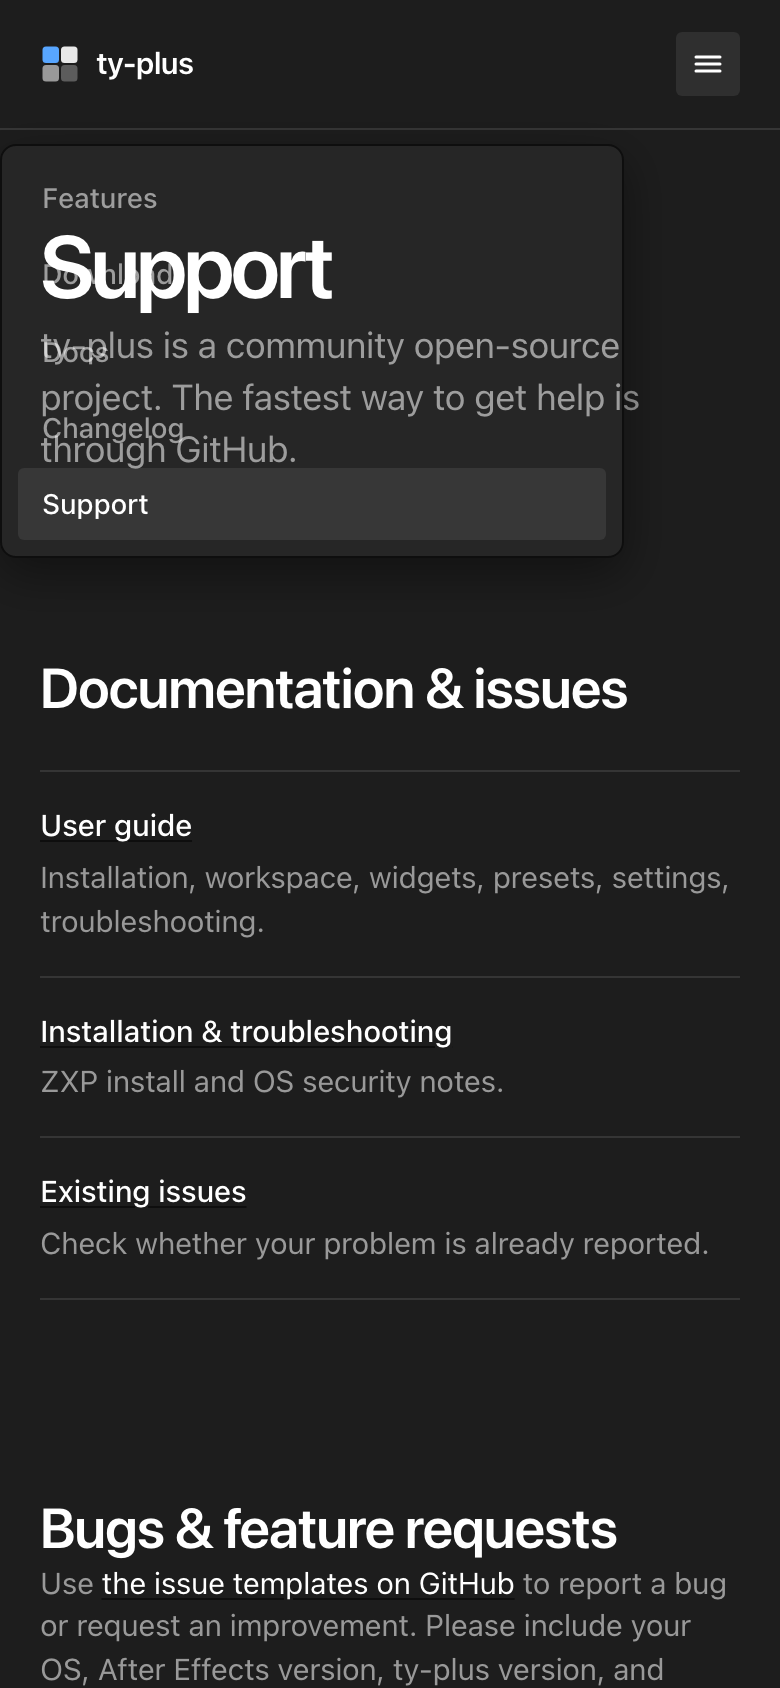 ty-plus
Features
Support
Download
ty-plus is a community open-source
Docs
project. The fastest way to get help is
Changelog
through GitHub.
Support
Documentation & issues
User guide
Installation, workspace, widgets, presets, settings,
troubleshooting.
Installation & troubleshooting
ZXP install and OS security notes.
Existing issues
Check whether your problem is already reported.
Bugs & feature requests
Use the issue templates on GitHub to report a bug
or request an improvement. Please include your
OS, After Effects version, ty-plus version, and